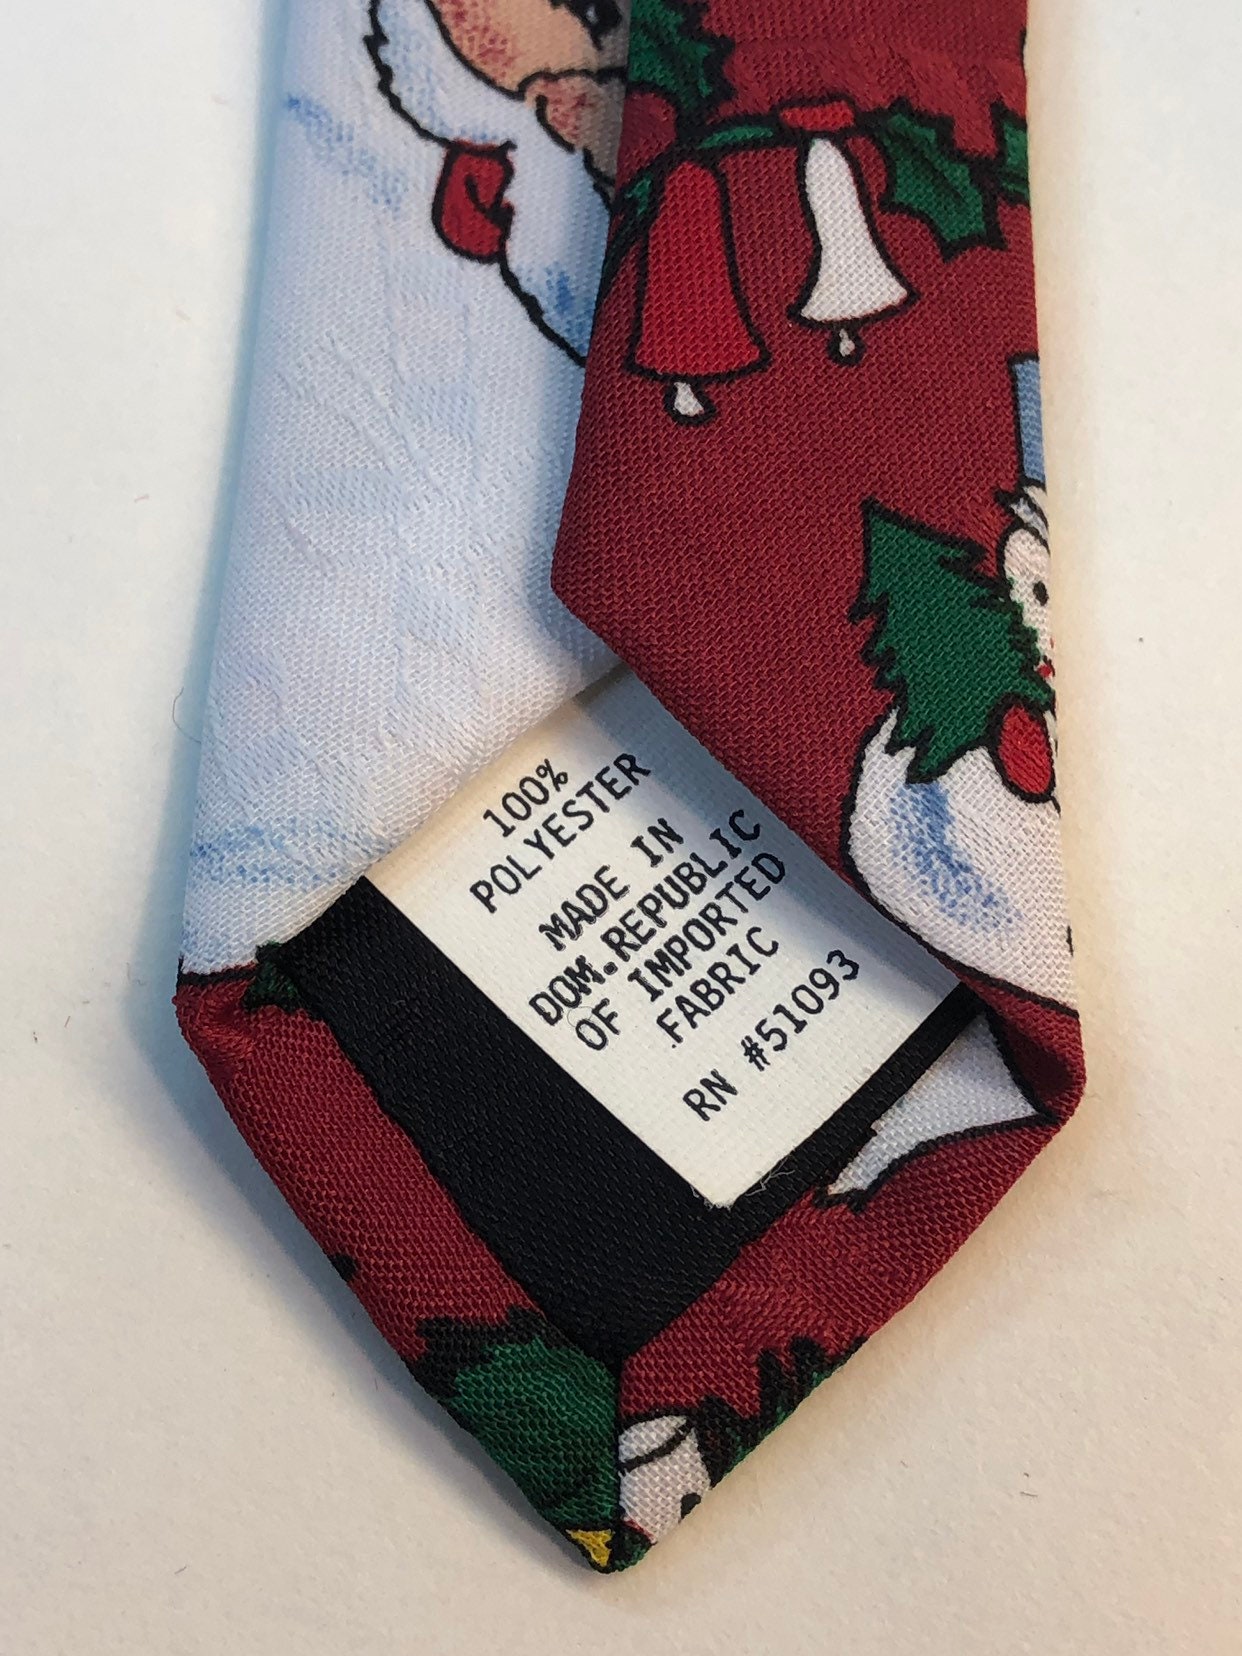 100%
POLYESTER
MADE IN
DOM.REPUBLIC
OF IMPORTED
FABRIC
RN #51093